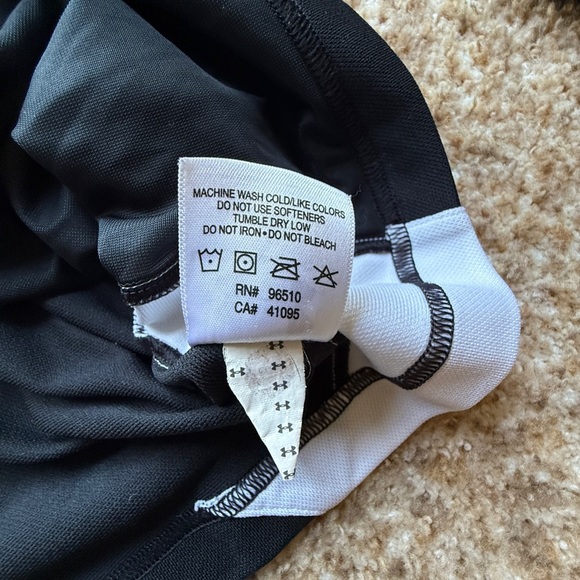 MACHINE WASH COLD/LIKE COLORS
DO NOT USE SOFTENERS
TUMBLE DRY LOW
DO NOT IRON•DO NOT BLEACH
RN# 96510
CA# 41095